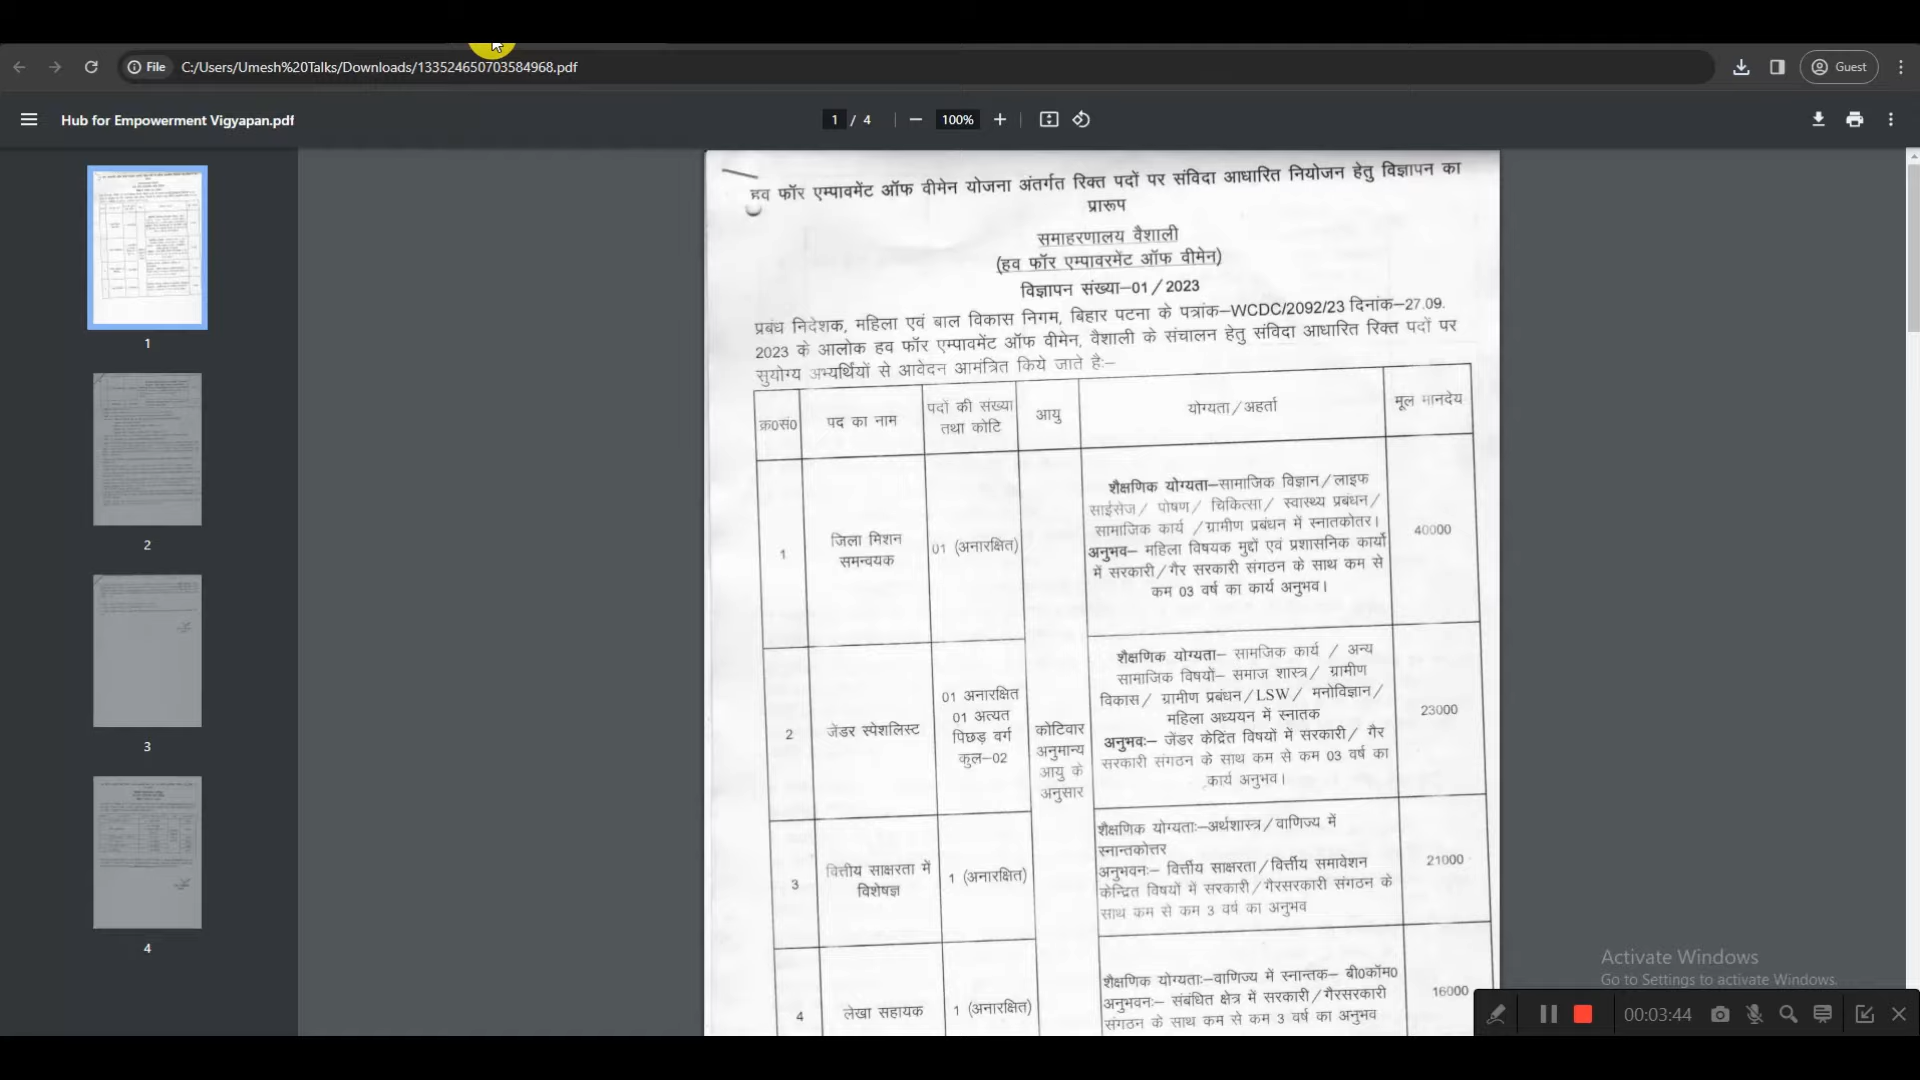 File
C:/Users/Umesh%20Talks/Downloads/133524650703584968.pdf
Guest
Hub for Empowerment Vigyapan.pdf
1 / 4
100%
1
2
3
4
हव फॉर एम्पावमेंट ऑफ वीमेन योजना अंतर्गत रिक्त पदों पर संविदा आधारित नियोजन हेतु विज्ञापन का
प्रारूप
समाहरणालय वैशाली
(हव फॉर एम्पावरमेंट ऑफ वीमेन)
विज्ञापन संख्या–01/2023
प्रबंध निदेशक, महिला एवं बाल विकास निगम, बिहार पटना के पत्रांक–WCDC/2092/23 दिनांक–27.09.
2023 के आलोक हव फॉर एम्पावमेंट ऑफ वीमेन, वैशाली के संचालन हेतु संविदा आधारित रिक्त पदों पर
सुयोग्य अभ्यर्थियों से आवेदन आमंत्रित किये जाते हैः–
क्र0सं0
पद का नाम
पदों की संख्या
तथा कोटि
आयु
योग्यता/अहर्ता
मूल मानदेय
1
जिला मिशन
समन्वयक
01 (अनारक्षित)
शैक्षणिक योग्यता–सामाजिक विज्ञान/लाइफ
साईसेज/ पोषण/ चिकित्सा/ स्वास्थ्य प्रबंधन/
सामाजिक कार्य /ग्रामीण प्रबंधन में स्नातकोतर।
अनुभव– महिला विषयक मुद्दों एवं प्रशासनिक कार्यो
में सरकारी/गैर सरकारी संगठन के साथ कम से
कम 03 वर्ष का कार्य अनुभव।
40000
2
जेंडर स्पेशलिस्ट
01 अनारक्षित
01 अत्यत
पिछड़ वर्ग
कुल–02
कोटिवार
अनुमान्य
आयु के
अनुसार
शैक्षणिक योग्यता– सामजिक कार्य / अन्य
सामाजिक विषयों– समाज शास्त्र/ ग्रामीण
विकास/ ग्रामीण प्रबंधन/LSW/ मनोविज्ञान/
महिला अध्ययन में स्नातक
अनुभवः– जेंडर केद्रित विषयों में सरकारी/ गैर
सरकारी संगठन के साथ कम से कम 03 वर्ष का
कार्य अनुभव।
23000
3
वित्तीय साक्षरता में
विशेषज्ञ
1 (अनारक्षित)
शैक्षणिक योग्यताः–अर्थशास्त्र/वाणिज्य में
स्नान्तकोत्तर
अनुभवनः– वित्तीय साक्षरता/वित्तीय समावेशन
केन्द्रित विषयों में सरकारी/गैरसरकारी संगठन के
साथ कम से कम 3 वर्ष का अनुभव
21000
4
लेखा सहायक
1 (अनारक्षित)
शैक्षणिक योग्यताः–वाणिज्य में स्नान्तक– बी0कॉम0
अनुभवनः– संबंधित क्षेत्र में सरकारी/गैरसरकारी
संगठन के साथ कम से कम 3 वर्ष का अनुभव
16000
Activate Windows
Go to Settings to activate Windows.
00:03:44